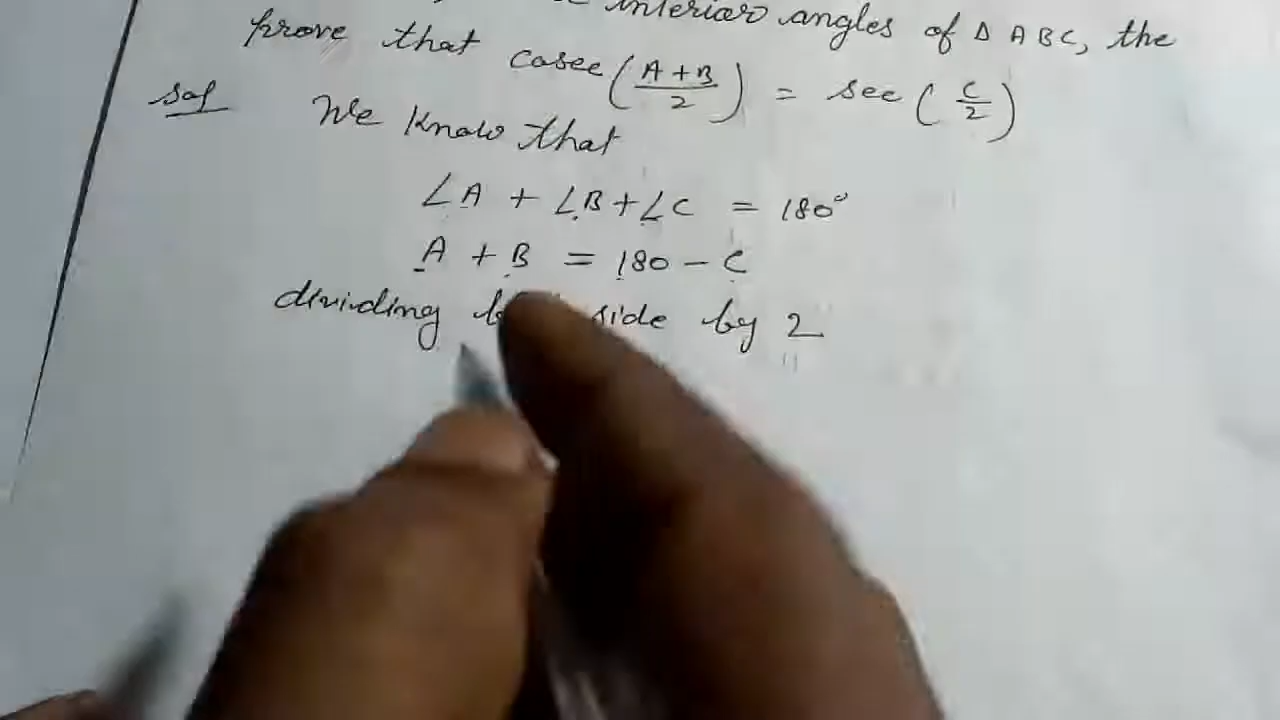 interior angles of Δ ABC, the
prove that cosec (A+B/2) = sec (C/2)
Sol We know that
∠A + ∠B + ∠C = 180°
A + B = 180 - C
dividing side by 2